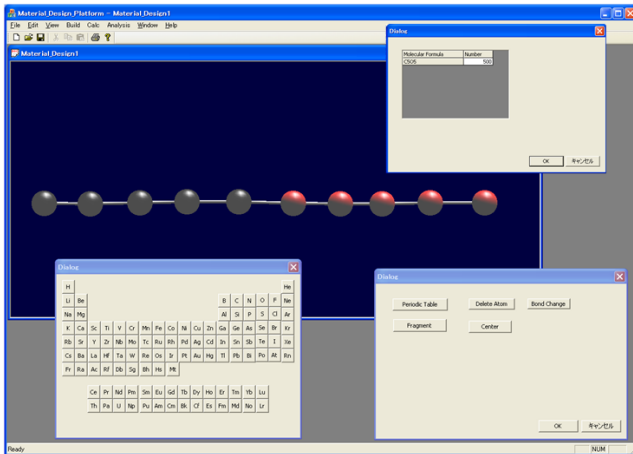 Material_Design_Platform - Material_Design1
File Edit View Build Calc Analysis Window Help
Material_Design1
Dialog
Molecular Formula Number
C5O5 500
OK キャンセル
Dialog
H He
Li Be B C N O F Ne
Na Mg Al Si P S Cl Ar
K Ca Sc Ti V Cr Mn Fe Co Ni Cu Zn Ga Ge As Se Br Kr
Rb Sr Y Zr Nb Mo Tc Ru Rh Pd Ag Cd In Sn Sb Te I Xe
Cs Ba La Hf Ta W Re Os Ir Pt Au Hg Tl Pb Bi Po At Rn
Fr Ra Ac Rf Db Sg Bh Hs Mt
Ce Pr Nd Pm Sm Eu Gd Tb Dy Ho Er Tm Yb Lu
Th Pa U Np Pu Am Cm Bk Cf Es Fm Md No Lr
Dialog
Periodic Table Delete Atom Bond Change
Fragment Center
OK キャンセル
Ready NUM